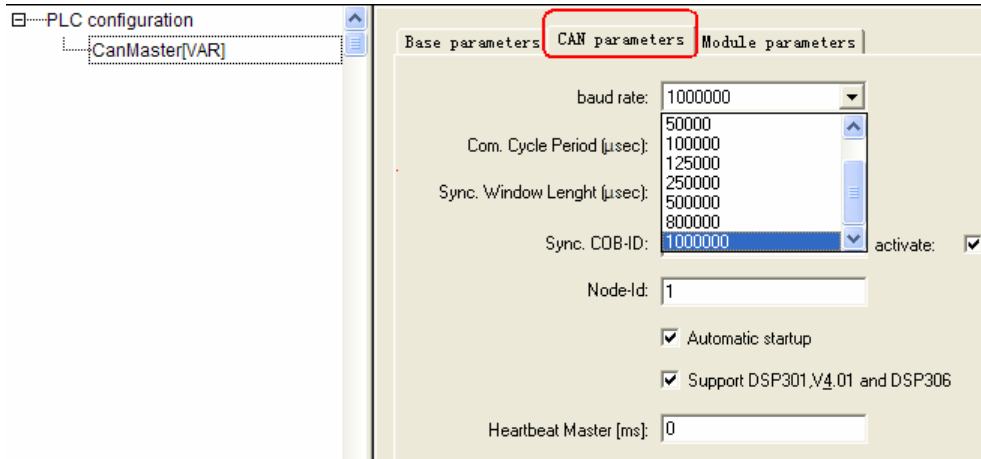 PLC configuration
CanMaster[VAR]
Base parameters CAN parameters Module parameters
baud rate: 1000000
50000
100000
Com. Cycle Period (µsec):
125000
250000
Sync. Window Lenght (µsec):
500000
800000
Sync. COB-ID: 1000000 activate:
Node-Id: 1
Automatic startup
Support DSP301,V4.01 and DSP306
Heartbeat Master [ms]: 0